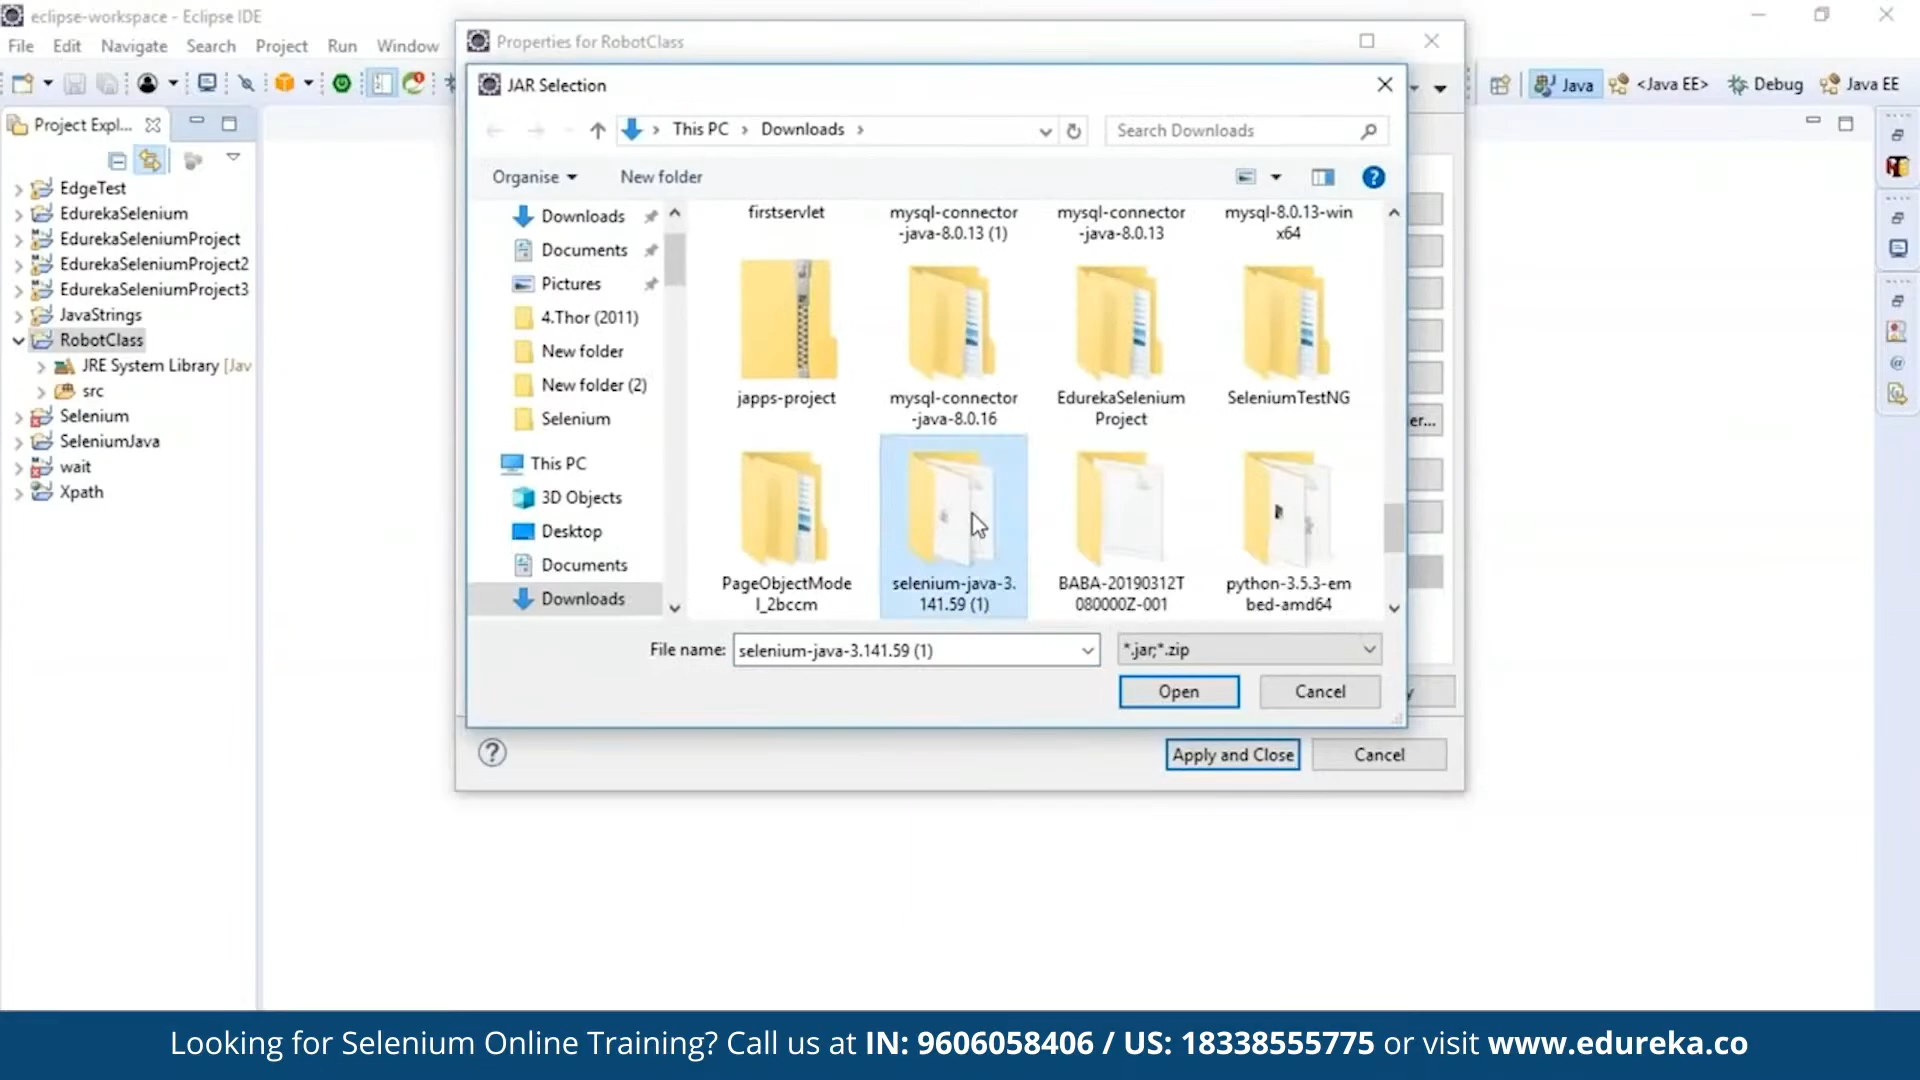 eclipse-workspace - Eclipse IDE
File Edit Navigate Search Project Run Window
Properties for RobotClass
JAR Selection
This PC > Downloads >
Search Downloads
Organise
New folder
Java
<Java EE>
Debug
Java EE
Project Expl...
EdgeTest
EdurekaSelenium
EdurekaSeleniumProject
EdurekaSeleniumProject2
EdurekaSeleniumProject3
JavaStrings
RobotClass
JRE System Library [Jav
src
Selenium
SeleniumJava
wait
Xpath
Downloads
Documents
Pictures
4.Thor (2011)
New folder
New folder (2)
Selenium
This PC
3D Objects
Desktop
Documents
Downloads
firstservlet
mysql-connector
-java-8.0.13 (1)
mysql-connector
-java-8.0.13
mysql-8.0.13-win
x64
japps-project
mysql-connector
-java-8.0.16
EdurekaSelenium
Project
SeleniumTestNG
PageObjectMode
l_2bccm
selenium-java-3.
141.59 (1)
BABA-20190312T
080000Z-001
python-3.5.3-em
bed-amd64
er...
File name: selenium-java-3.141.59 (1)
*.jar;*.zip
Open
Cancel
y
Apply and Close
Cancel
Looking for Selenium Online Training? Call us at IN: 9606058406 / US: 18338555775 or visit www.edureka.co